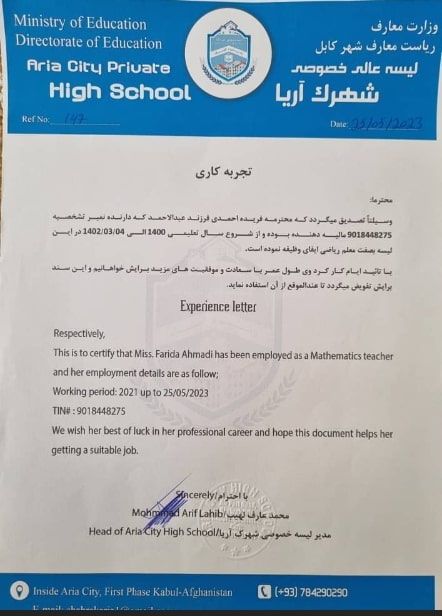 Ministry of Education
Directorate of Education
Aria City Private
High School
وزارت معارف
ریاست معارف شهر کابل
لیسه عالی خصوصی
شهرک آریا
Ref No: 147
Date: 25/05/2023
تجربه کاری
محترما:
وسیلتاً تصدیق میگردد که محترمه فریده احمدی فرزند عبدالاحمد که دارنده نمبر تشخصیه
9018448275 مالیه دهنده بوده و از شروع سال تعلیمی 1400 الی 1402/03/04 در این
لیسه بصفت معلم ریاضی ایفای وظیفه نموده است.
با تائید ایام کار کرد وی طول عمر با سعادت و موفقیت های مزید برایش خواهانیم و این سند
برایش تفویض میگردد تا عندالموقع از آن استفاده نماید.
Experience letter
Respectively,
This is to certify that Miss. Farida Ahmadi has been employed as a Mathematics teacher
and her employment details are as follow;
Working period: 2021 up to 25/05/2023
TIN# : 9018448275
We wish her best of luck in her professional career and hope this document helps her
getting a suitable job.
Sincerely/با احترام
Mohmmad Arif Lahib/محمد عارف لهیب
Head of Aria City High School/مدیر لیسه خصوصی شهرک آریا
Inside Aria City, First Phase Kabul-Afghanistan
(+93) 784290290